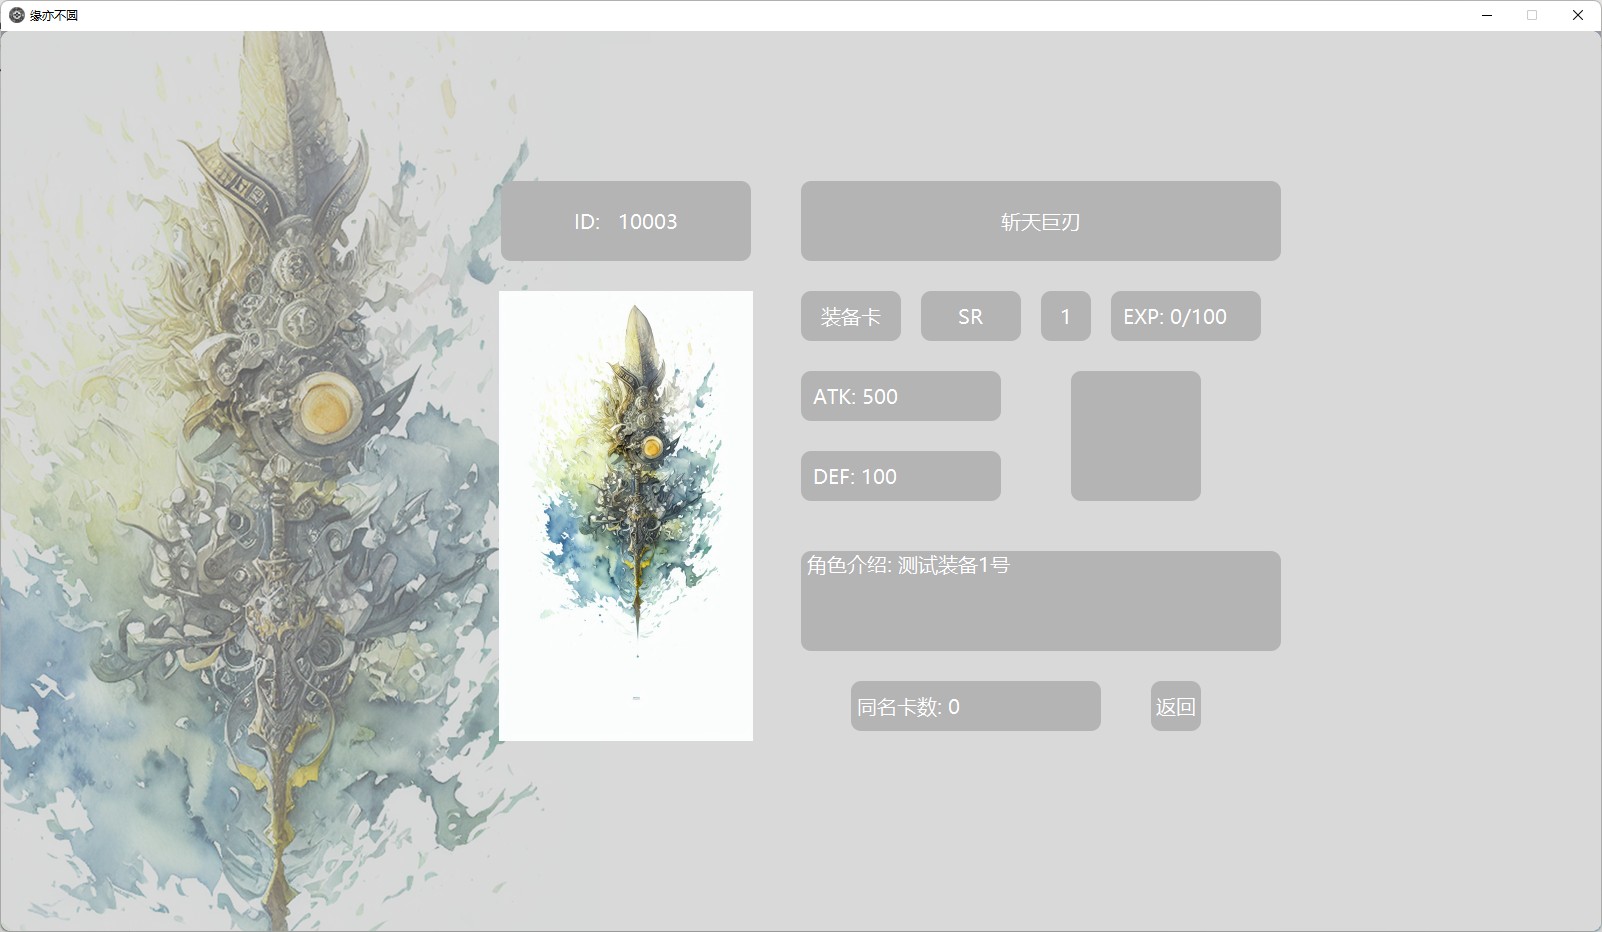 缘亦不圆
ID: 10003
斩天巨刃
装备卡
SR
1
EXP: 0/100
ATK: 500
DEF: 100
角色介绍: 测试装备1号
同名卡数: 0
返回